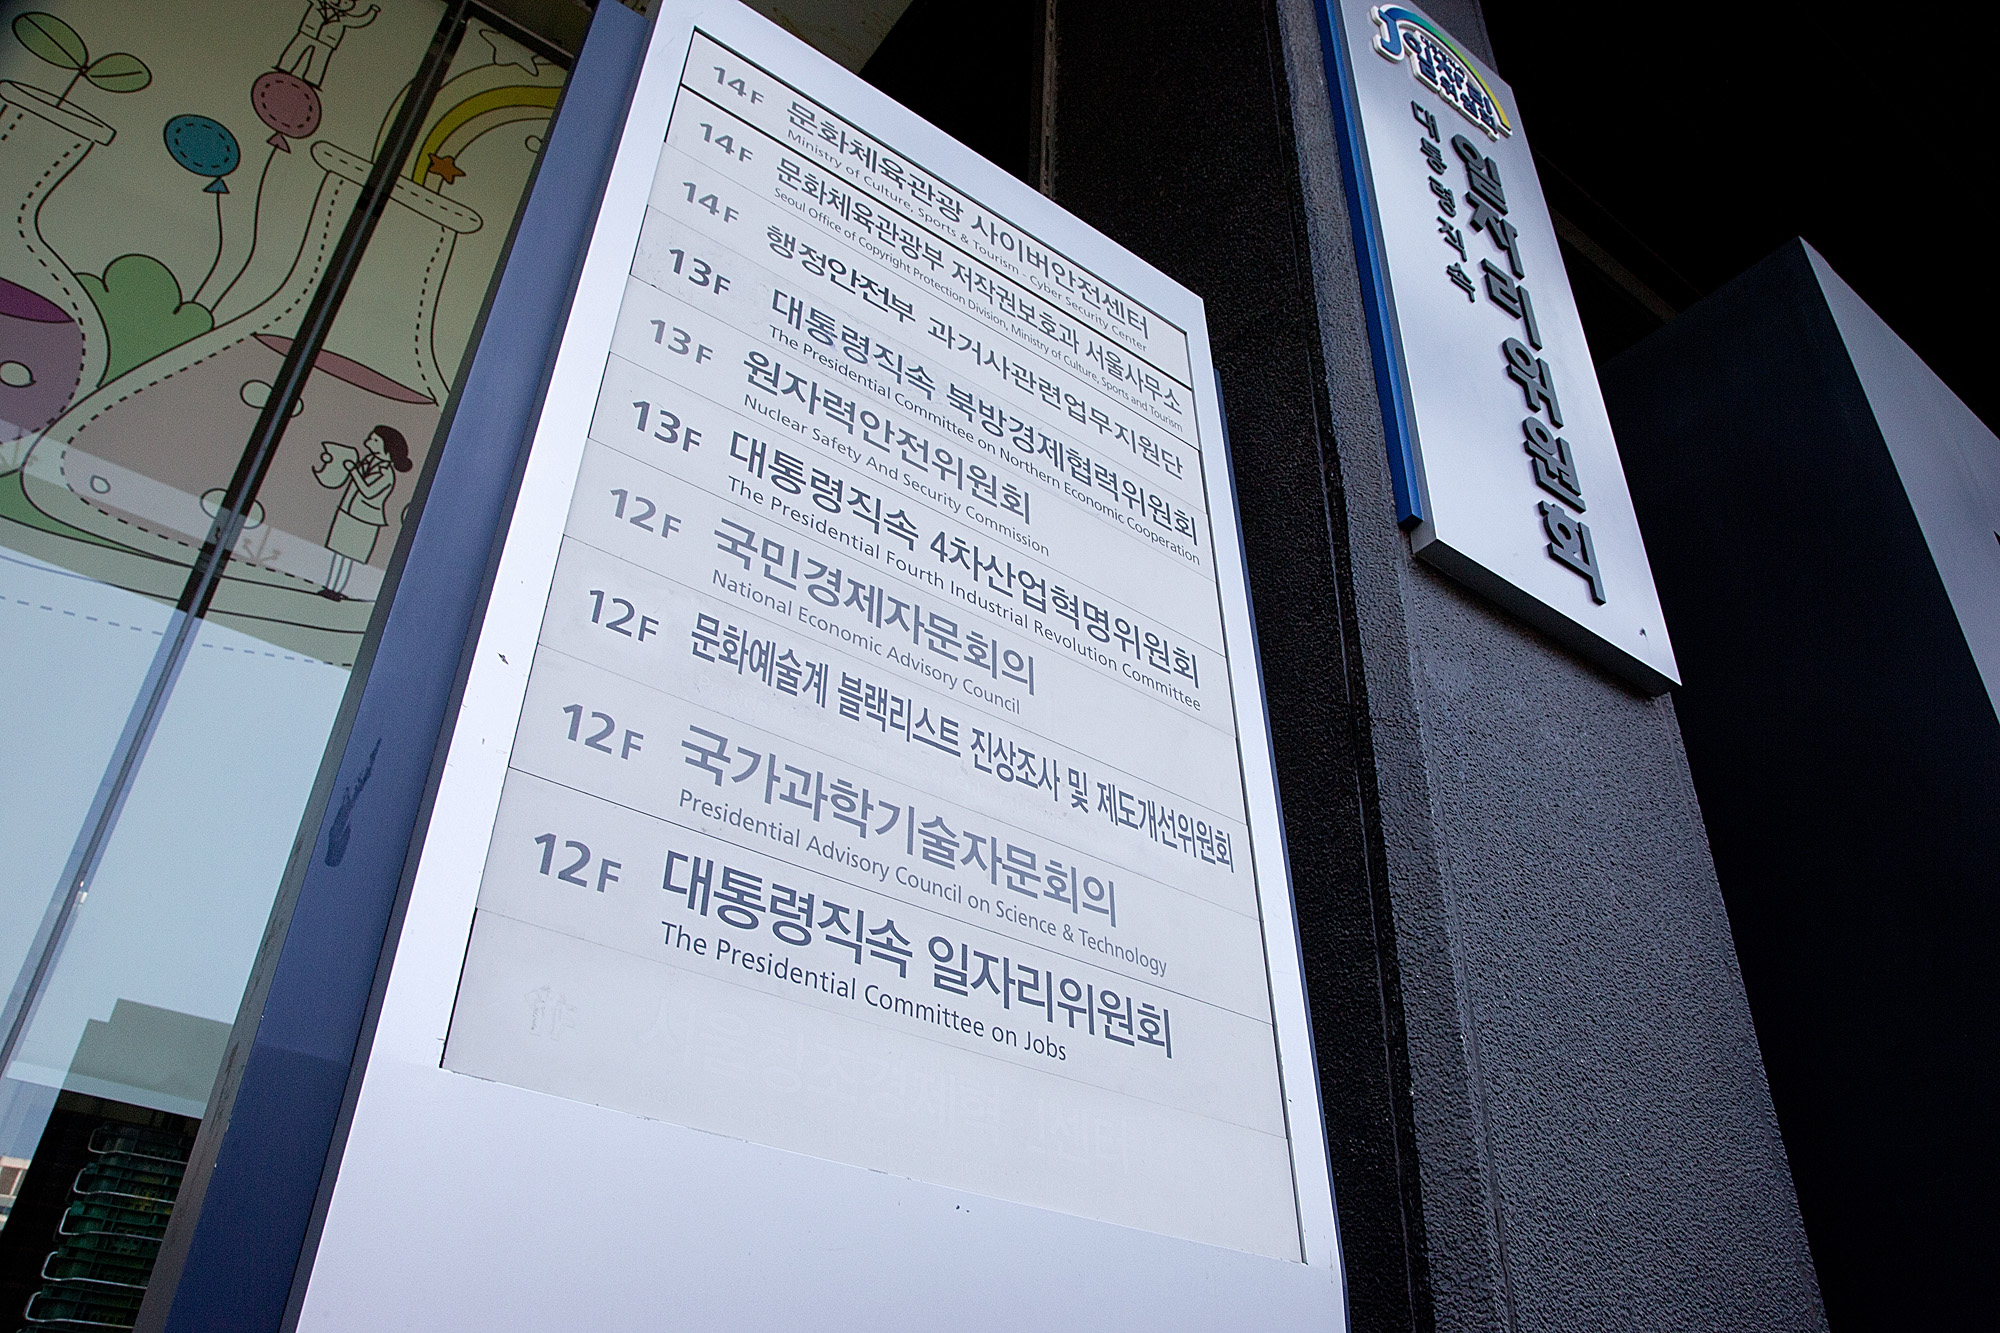 14F 문화체육관광 사이버안전센터
Ministry of Culture, Sports & Tourism - Cyber Security Center
14F 문화체육관광부 저작권보호과 서울사무소
Seoul Office of Copyright Protection Division, Ministry of Culture, Sports and Tourism
14F 행정안전부 과거사관련업무지원단
13F 대통령직속 북방경제협력위원회
The Presidential Committee on Northern Economic Cooperation
13F 원자력안전위원회
Nuclear Safety And Security Commission
13F 대통령직속 4차산업혁명위원회
The Presidential Fourth Industrial Revolution Committee
12F 국민경제자문회의
National Economic Advisory Council
12F 문화예술계 블랙리스트 진상조사 및 제도개선위원회
12F 국가과학기술자문회의
Presidential Advisory Council on Science & Technology
12F 대통령직속 일자리위원회
The Presidential Committee on Jobs
일자리
위원회
대통령직속
일자리위원회